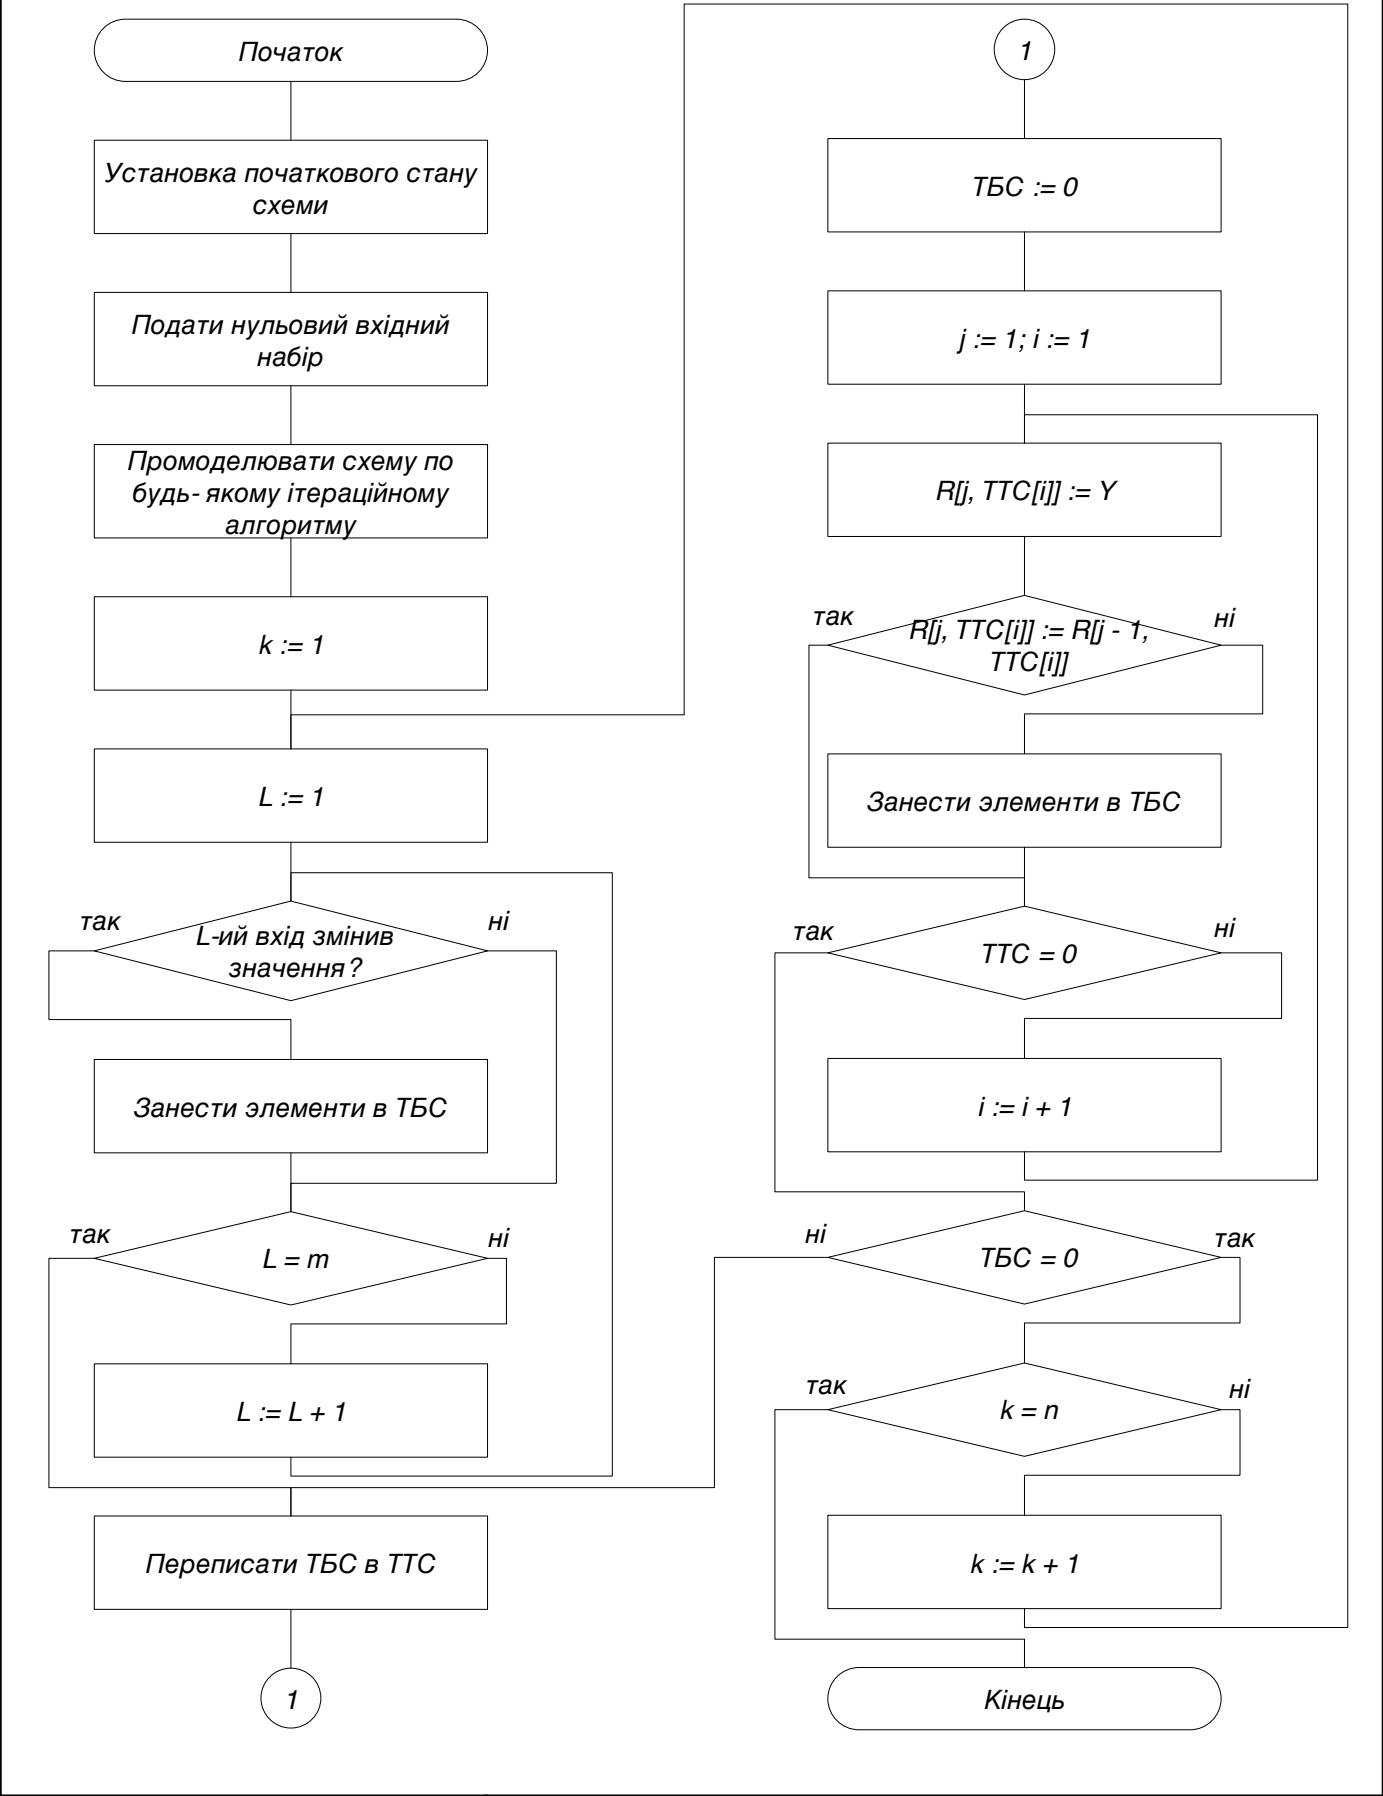 Початок
Установка початкового стану
схеми
Подати нульовий вхідний
набір
Промоделювати схему по
будь- якому ітераційному
алгоритму
k := 1
L := 1
так
ні
L-ий вхід змінив
значення?
Занести элементи в ТБС
так
ні
L = m
L := L + 1
Переписати ТБС в ТТС
1
1
ТБС := 0
j := 1; i := 1
R[j, TTC[i]] := Y
так
ні
R[j, TTC[i]] := R[j - 1,
TTC[i]]
Занести элементи в ТБС
так
ні
ТТС = 0
i := i + 1
ні
так
ТБС = 0
так
ні
k = n
k := k + 1
Кінець